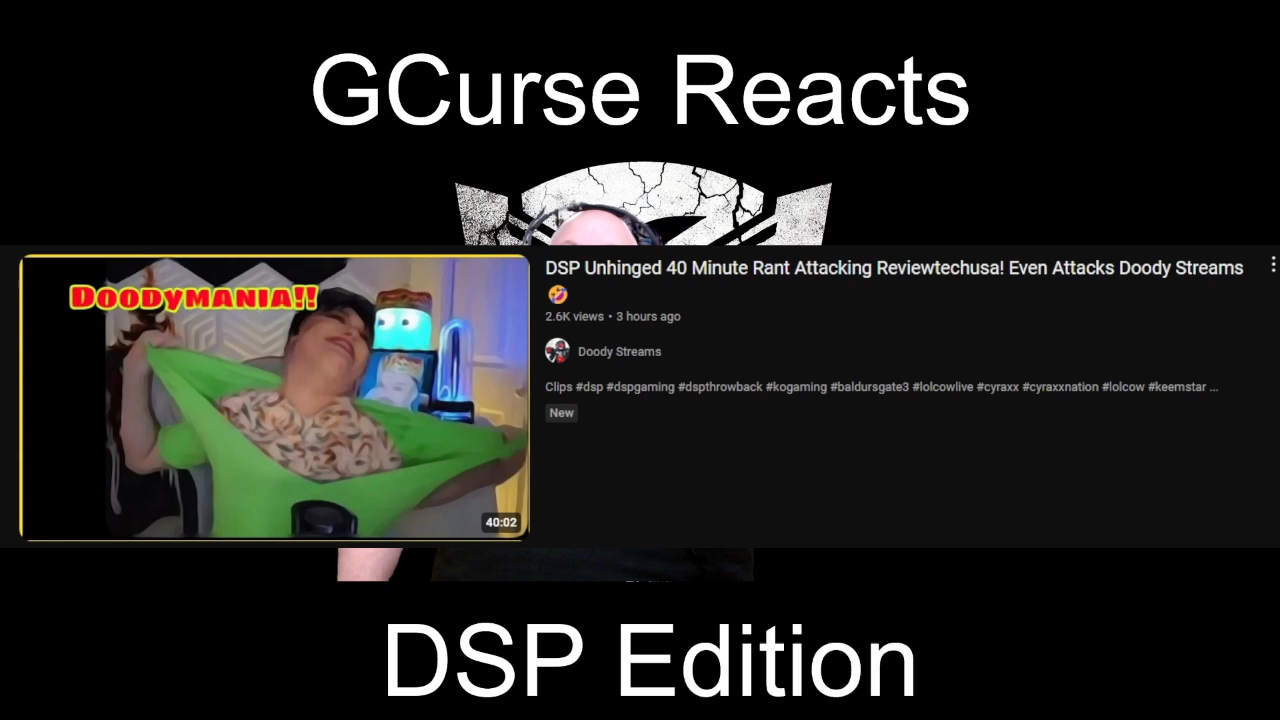 GCurse Reacts
DOODYMANIA!!
40:02
DSP Unhinged 40 Minute Rant Attacking Reviewtechusa! Even Attacks Doody Streams
🤣
2.6K views • 3 hours ago
Doody Streams
Clips #dsp #dspgaming #dspthrowback #kogaming #baldursgate3 #lolcowlive #cyraxx #cyraxxnation #lolcow #keemstar ...
New
DSP Edition